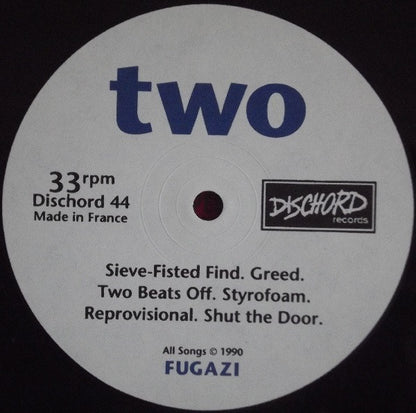 two
33rpm
Dischord 44
Made in France
DISCHORD
records
Sieve-Fisted Find. Greed.
Two Beats Off. Styrofoam.
Reprovisional. Shut the Door.
All Songs © 1990
FUGAZI